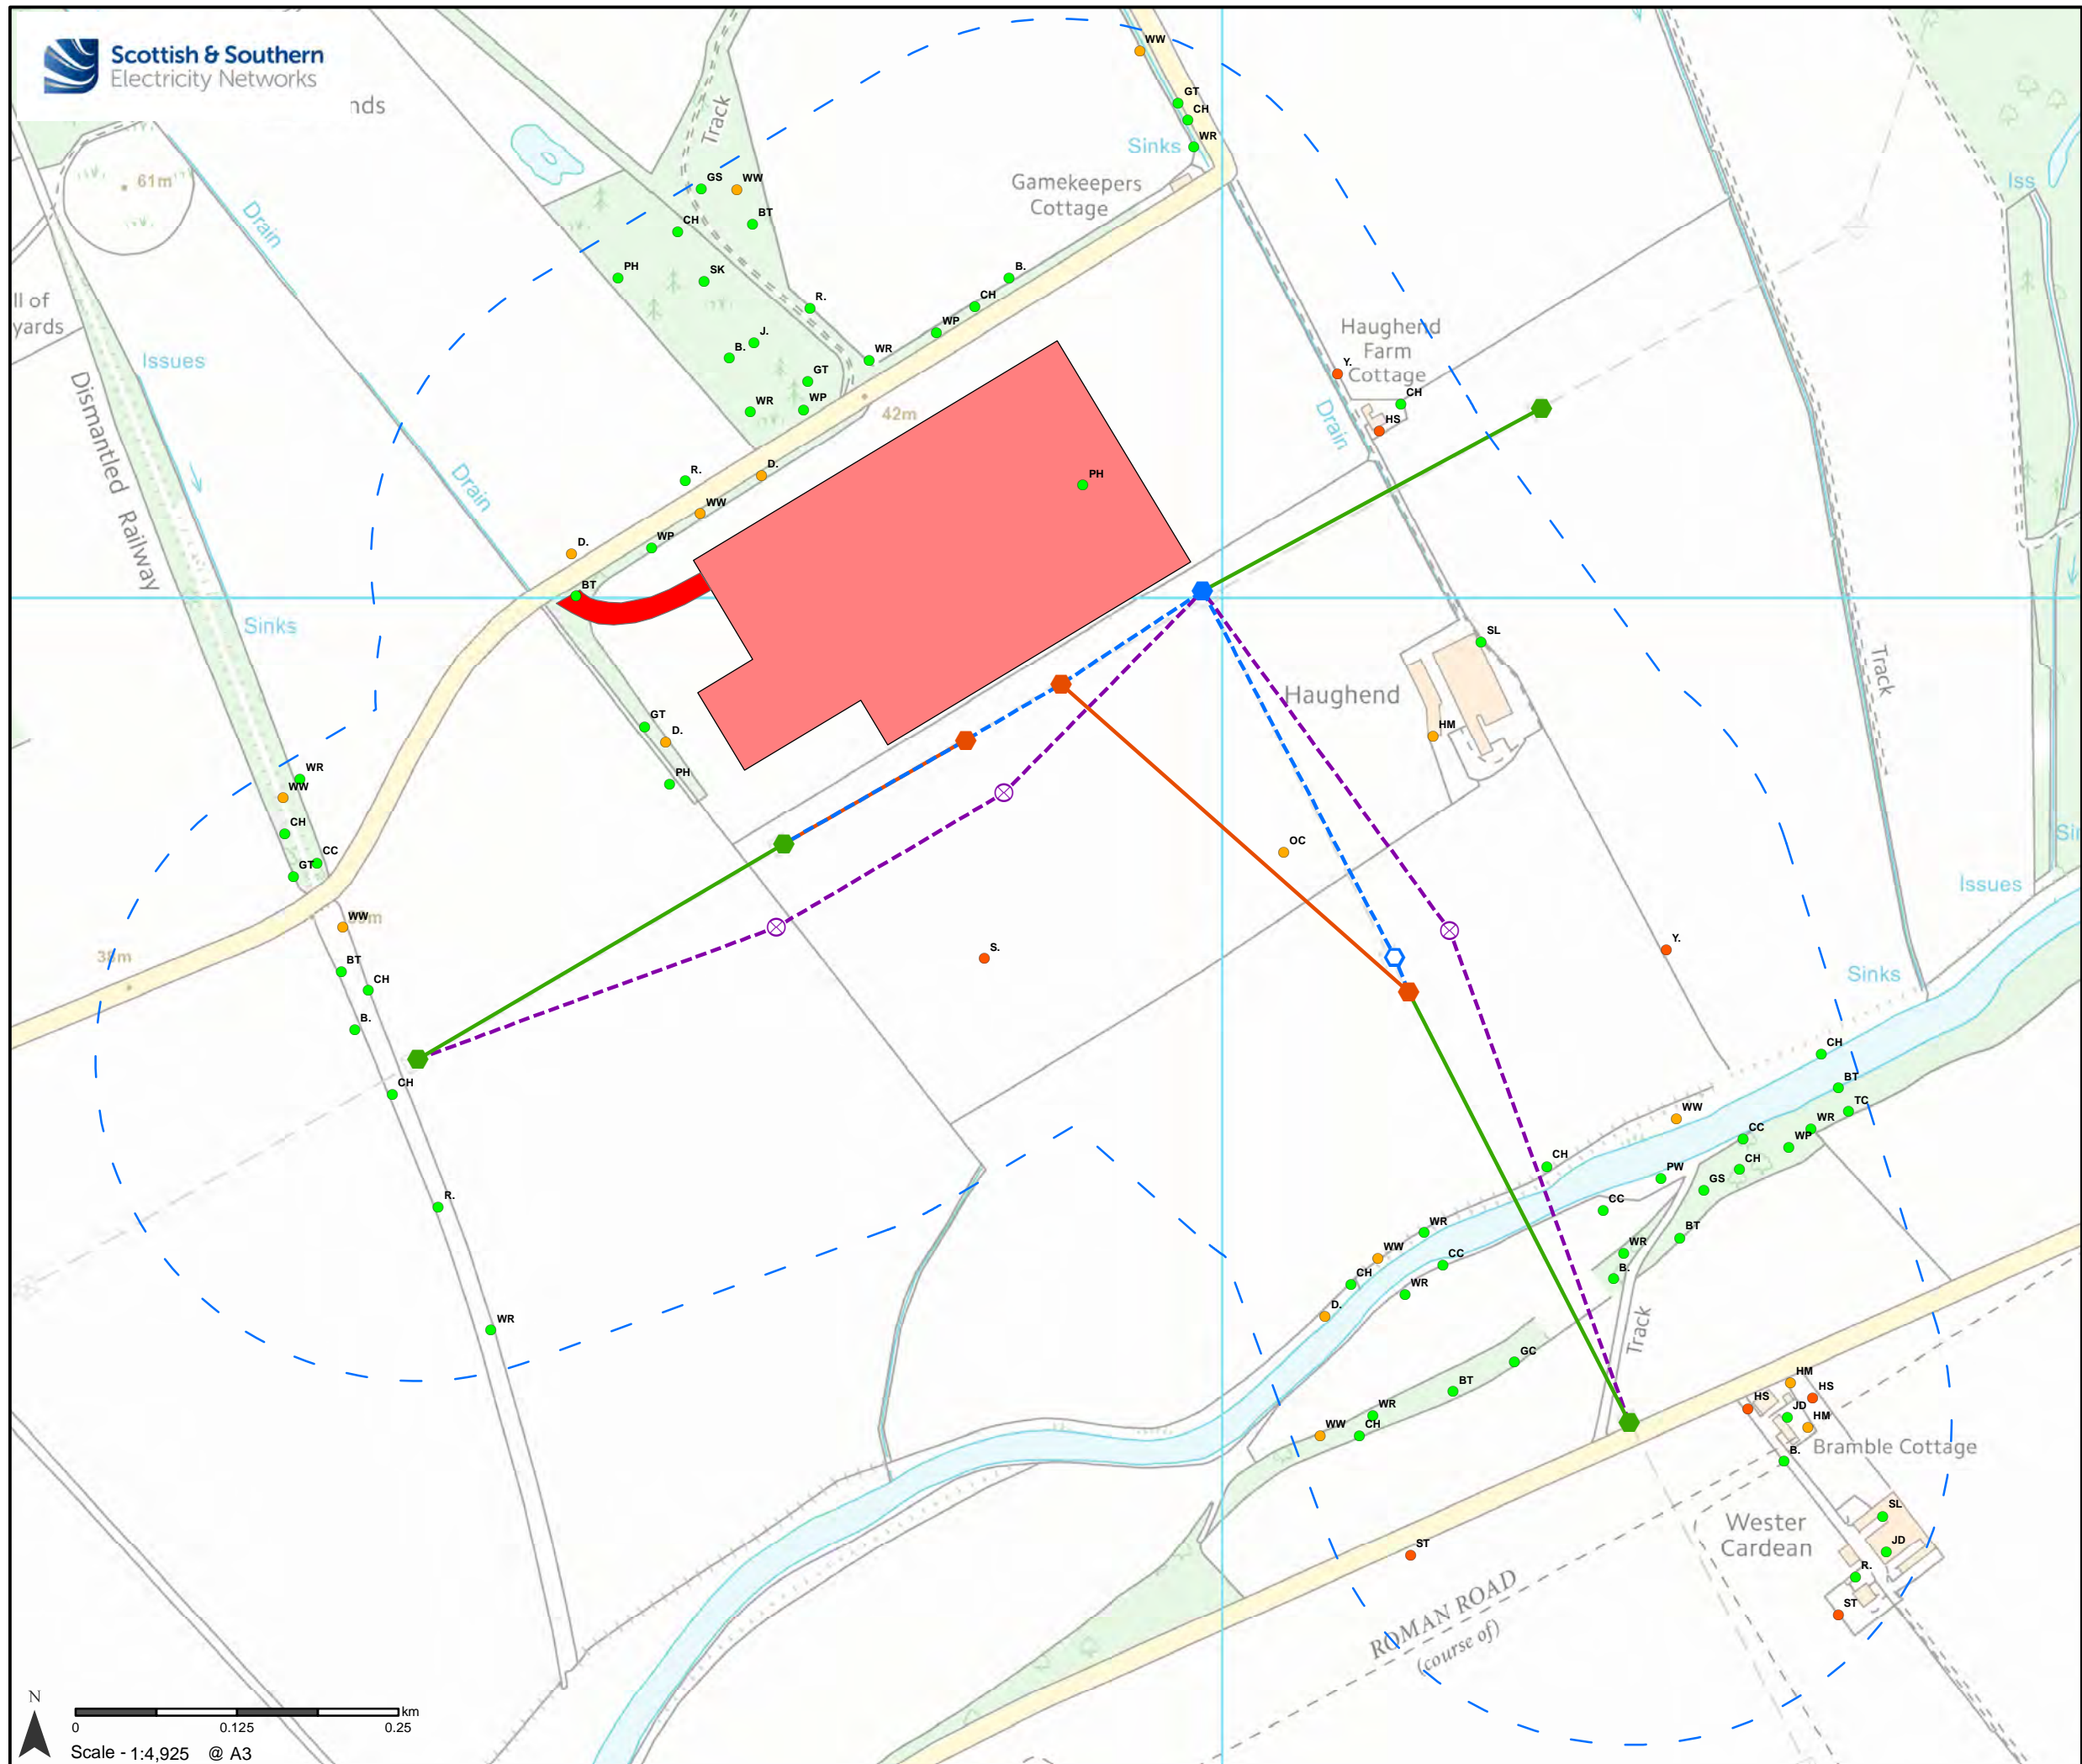 Scottish & Southern
Electricity Networks
nds
61m
Drain
Track
WW
GT
CH
WR
Sinks
Gamekeepers
Cottage
GS
WW
BT
CH
PH
SK
R.
B.
CH
WP
WR
J.
B.
GT
WR
WP
42m
ll of
yards
Issues
Dismantled Railway
Drain
Iss
Haughend
Farm
Cottage
Y.
CH
HS
Drain
R.
D.
WW
WP
D.
BT
PH
Sinks
SL
Track
Haughend
HM
GT
D.
PH
WR
WW
CH
CC
GT
WW
38m
BT
CH
B.
CH
OC
S.
Y.
Issues
Sinks
R.
WR
CH
BT
TC
WW
WR
CC
WP
CH
CH
PW
GS
CC
BT
WR
WW
CC
CH
WR
WR
B.
D.
Track
GC
BT
WR
WW
CH
HM
HS
HS
JD
HM
Bramble Cottage
B.
SL
Wester
Cardean
JD
R.
ST
ST
ROMAN ROAD
(course of)
N
0
0.125
0.25
km
Scale - 1:4,925 @ A3